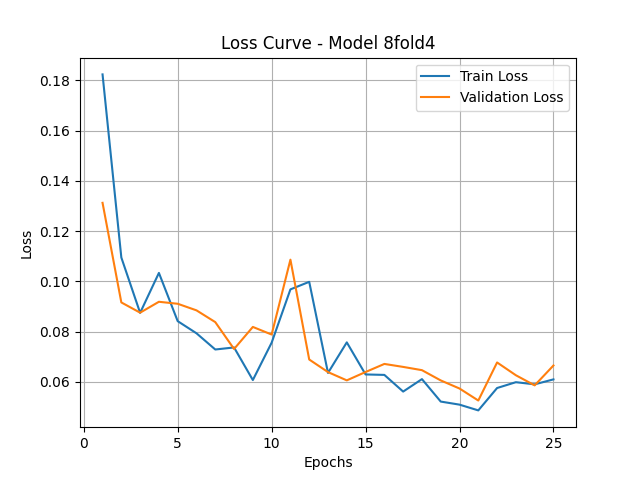 Loss Curve - Model 8fold4
Train Loss
Validation Loss
0.18
0.16
0.14
0.12
0.10
0.08
0.06
Loss
0
5
10
15
20
25
Epochs